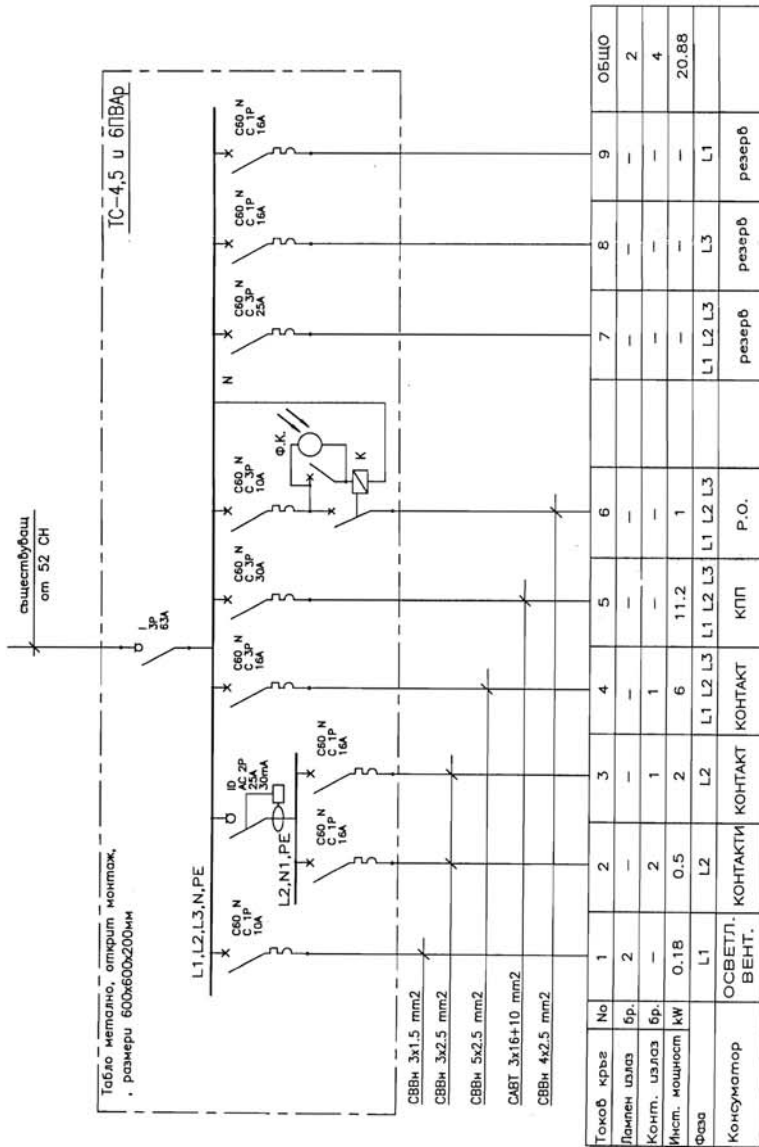 съществуващ
от 52 СН
Табло метално, открит монтаж,
, размери 600х600х200мм
ТС-4,5 и 6ПВАр
I
3P
63A
L1,L2,L3,N,PE
N
C60 N
C 1P
10A
ID
AC 2P
25A
30mA
L2,N1,PE
C60 N
C 1P
16A
C60 N
C 1P
16A
C60 N
C 3P
16A
C60 N
C 3P
30A
C60 N
C 3P
10A
Ф.К.
К
C60 N
C 3P
25A
C60 N
C 1P
16A
C60 N
C 1P
16A
СВВн 3х1.5 mm2
СВВн 3х2.5 mm2
СВВн 5х2.5 mm2
САВТ 3х16+10 mm2
СВВн 4х2.5 mm2
Токов кръг No 1 2 3 4 5 6 7 8 9 ОБЩО
Лампен излаз бр. 2 – – – – – – – – 2
Конт. излаз бр. – 2 1 1 – – – – – 4
Инст. мощност kW 0.18 0.5 2 6 11.2 1 – – – 20.88
Фаза L1 L2 L2 L1 L2 L3 L1 L2 L3 L1 L2 L3 L1 L2 L3 L3 L1
Консуматор ОСВЕТЛ. ВЕНТ. КОНТАКТИ КОНТАКТ КОНТАКТ КПП Р.О. резерв резерв резерв